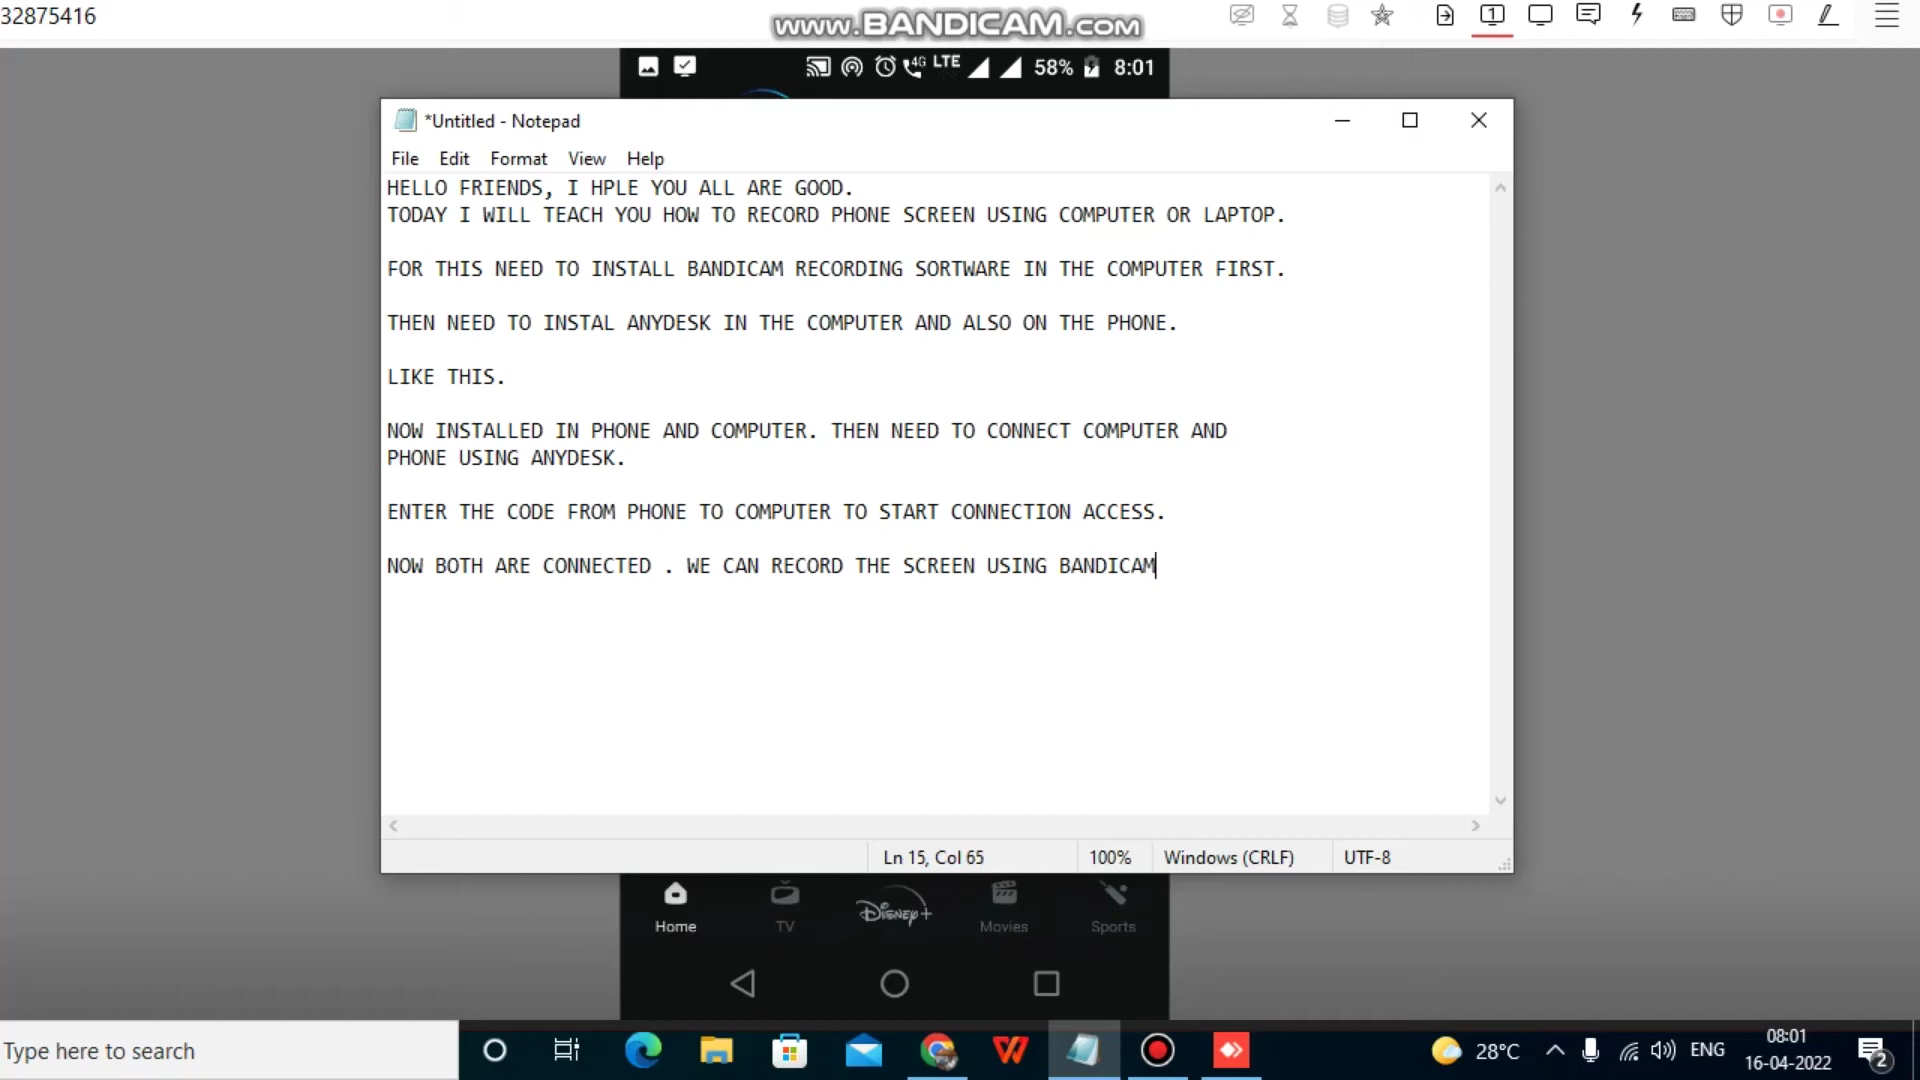 32875416
www.BANDICAM.com
4G LTE 58% 8:01
*Untitled - Notepad
File Edit Format View Help
HELLO FRIENDS, I HPLE YOU ALL ARE GOOD.
TODAY I WILL TEACH YOU HOW TO RECORD PHONE SCREEN USING COMPUTER OR LAPTOP.
FOR THIS NEED TO INSTALL BANDICAM RECORDING SORTWARE IN THE COMPUTER FIRST.
THEN NEED TO INSTAL ANYDESK IN THE COMPUTER AND ALSO ON THE PHONE.
LIKE THIS.
NOW INSTALLED IN PHONE AND COMPUTER. THEN NEED TO CONNECT COMPUTER AND
PHONE USING ANYDESK.
ENTER THE CODE FROM PHONE TO COMPUTER TO START CONNECTION ACCESS.
NOW BOTH ARE CONNECTED . WE CAN RECORD THE SCREEN USING BANDICAM
Ln 15, Col 65 100% Windows (CRLF) UTF-8
Disney+
Home TV Movies Sports
Type here to search 28°C ENG 08:01
16-04-2022 2